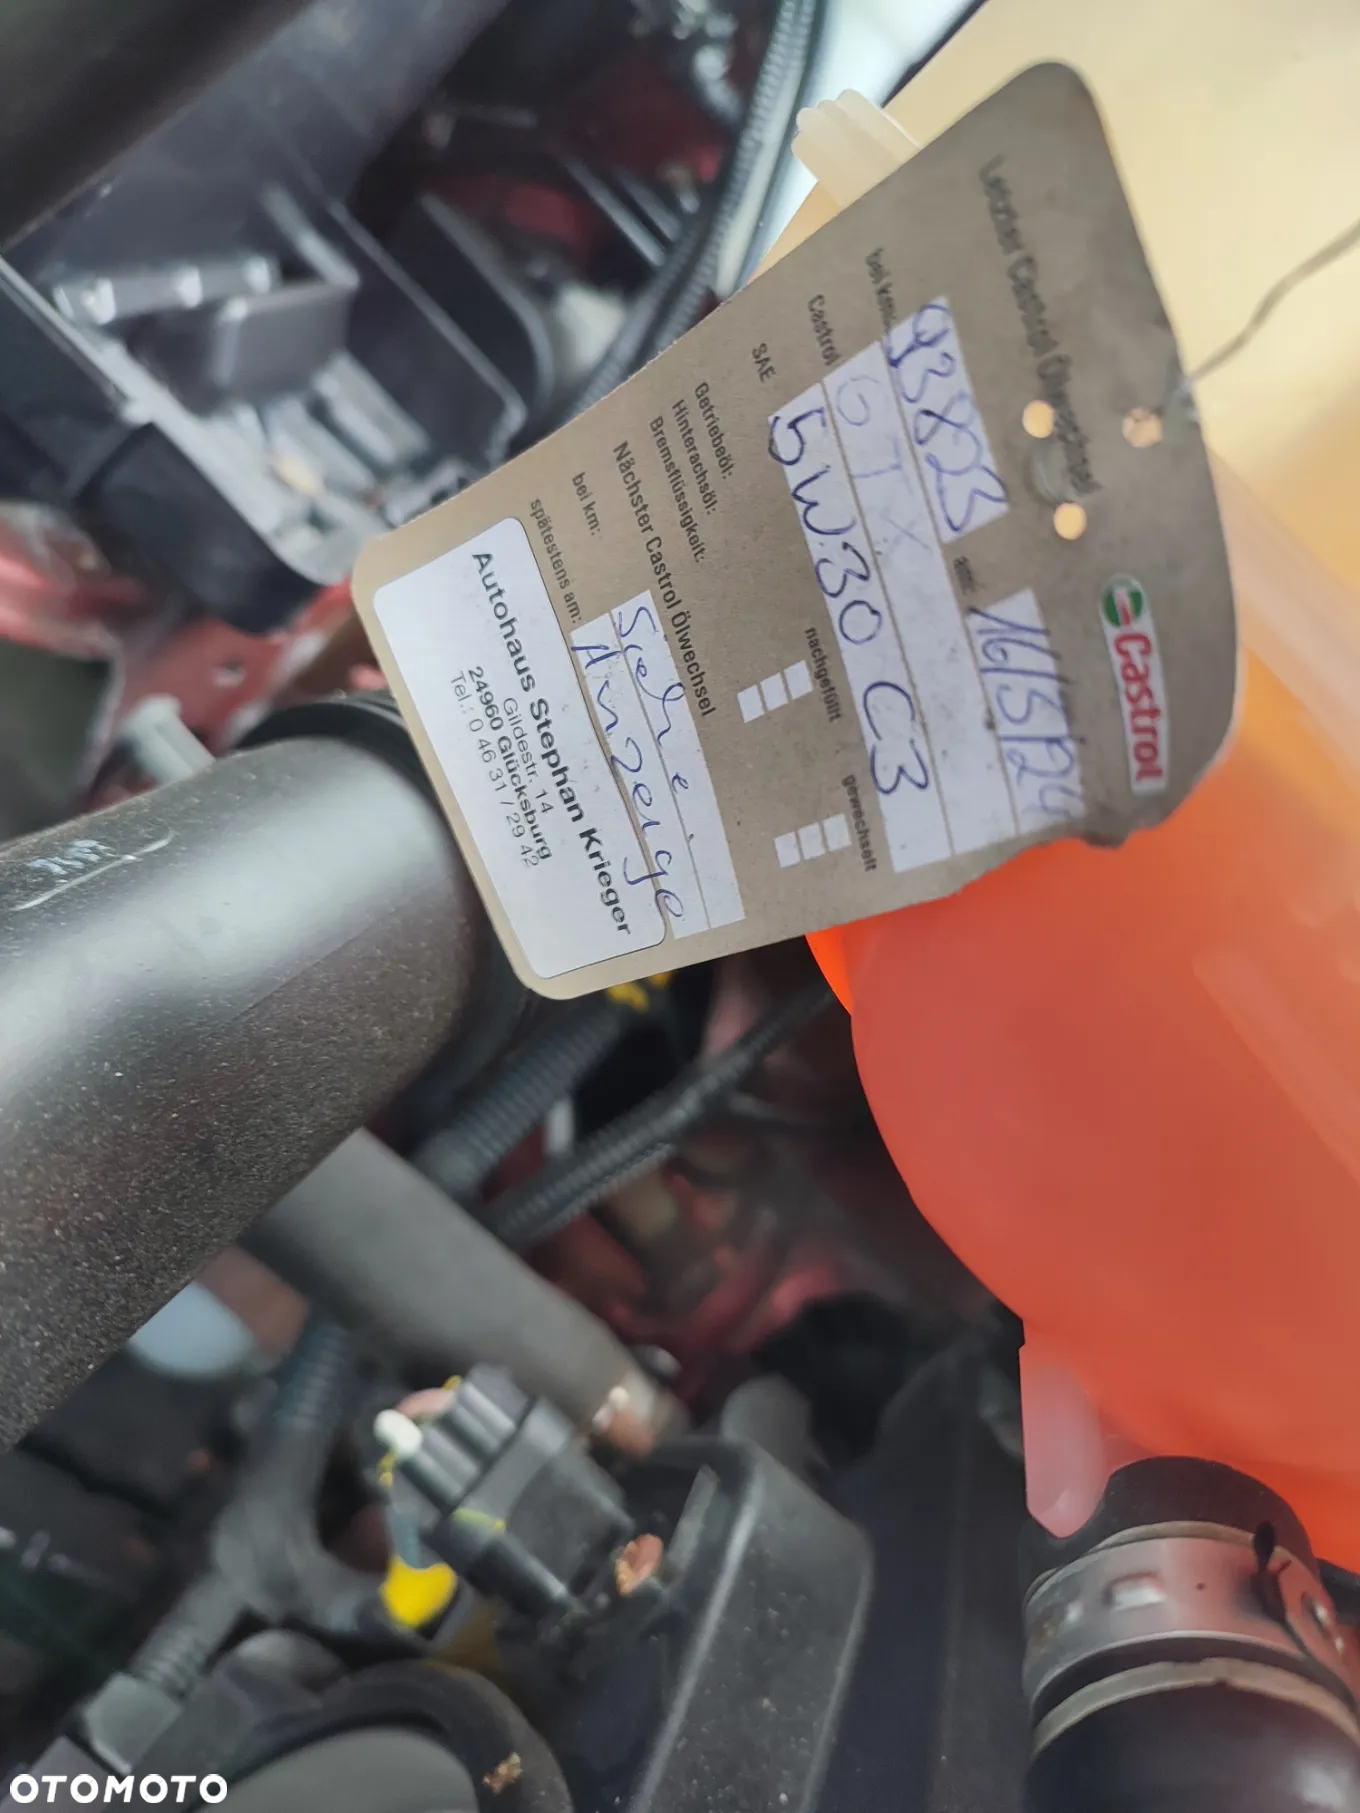 Castrol
Letzter Castrol Ölwechsel
bei km: 93823 am: 16/5/24
Castrol 6 Tx
SAE 5W30 C3
nachgefüllt gewechselt
Getriebeöl:
Hinterachsöl:
Bremsflüssigkeit:
Nächster Castrol Ölwechsel
bei km: Siehe
spätestens am: Anzeige
Autohaus Stephan Krieger
Gildestr. 14
24960 Glücksburg
Tel.: 0 46 31 / 29 42
OTOMOTO